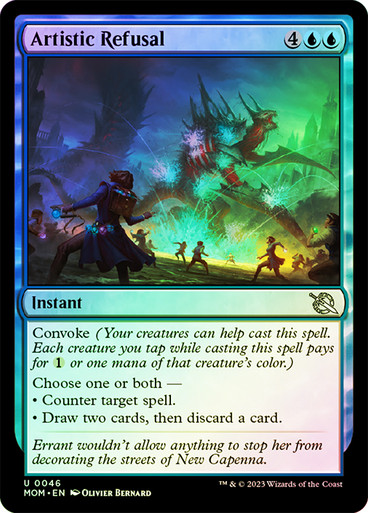 Artistic Refusal 4
Instant
Convoke (Your creatures can help cast this spell.
Each creature you tap while casting this spell pays
for 1 or one mana of that creature's color.)
Choose one or both —
• Counter target spell.
• Draw two cards, then discard a card.
Errant wouldn't allow anything to stop her from
decorating the streets of New Capenna.
U 0046
MOM • EN Olivier Bernard
™ & © 2023 Wizards of the Coast